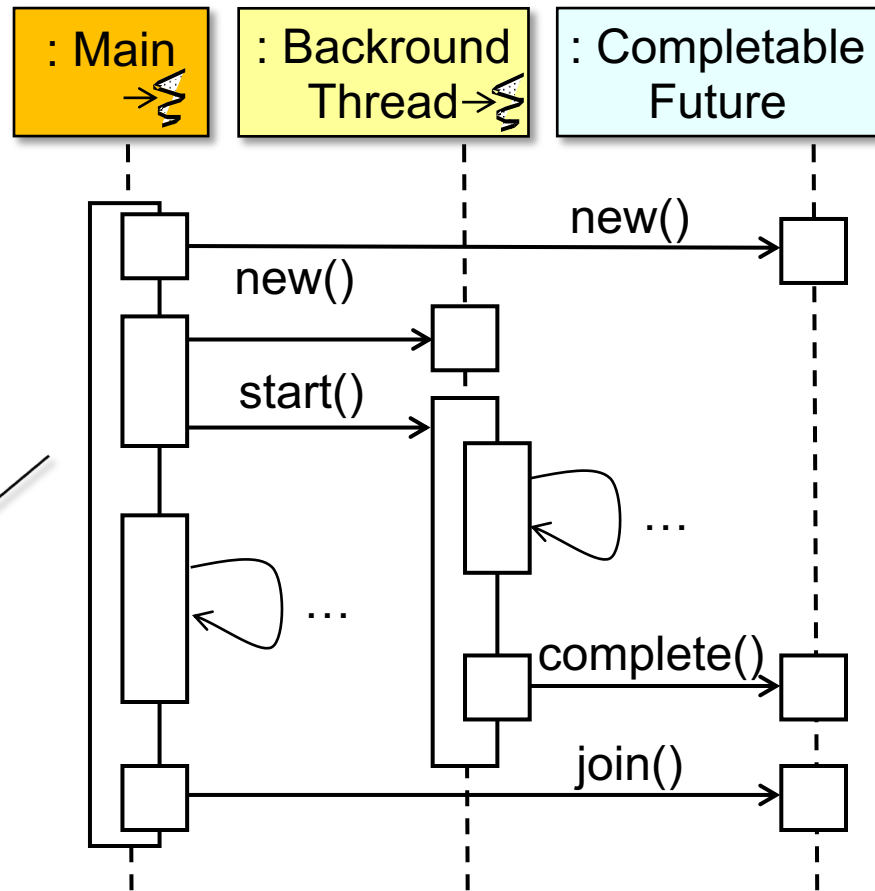 : Main
: Backround
Thread
: Completable
Future
new()
new()
start()
...
...
complete()
join()